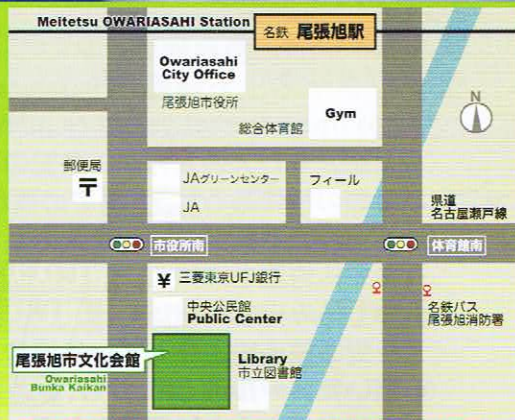 Meitetsu OWARIASAHI Station
名鉄 尾張旭駅
Owariasahi
City Office
尾張旭市役所
Gym
総合体育館
N
郵便局
〒
JAグリーンセンター
JA
フィール
県道
名古屋瀬戸線
市役所南
体育館南
¥ 三菱東京UFJ銀行
中央公民館
Public Center
名鉄バス
尾張旭消防署
尾張旭市文化会館
Owariasahi
Bunka Kaikan
Library
市立図書館